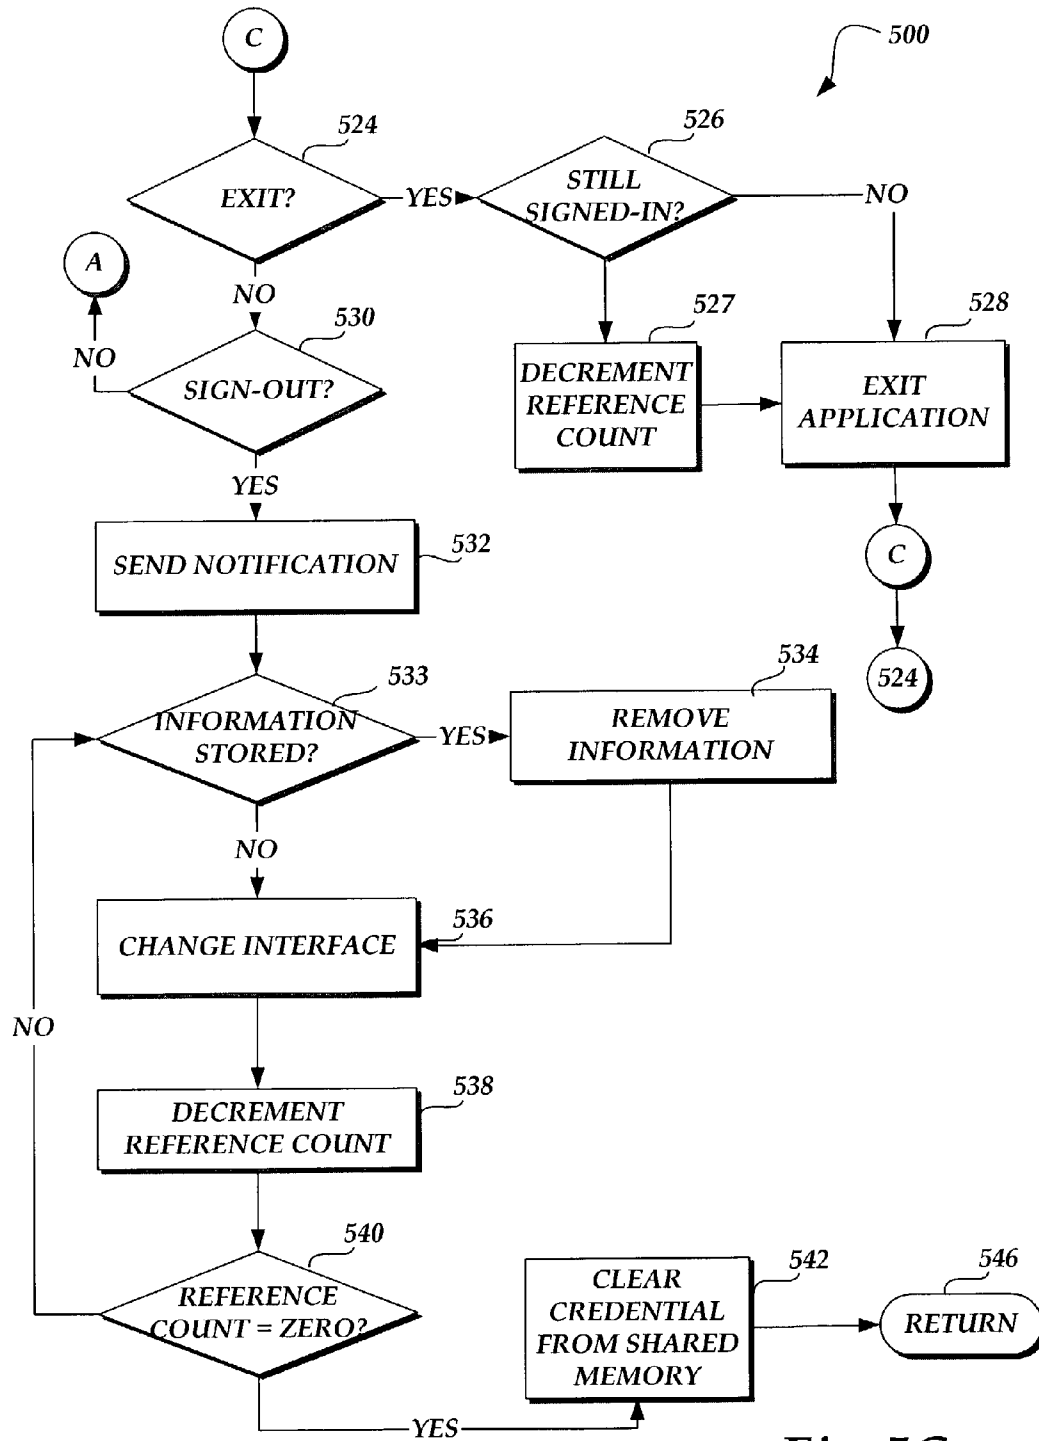 C
500
524
526
EXIT?
YES
STILL
SIGNED-IN?
NO
A
NO
530
527
528
NO
SIGN-OUT?
DECREMENT
REFERENCE
COUNT
EXIT
APPLICATION
YES
532
SEND NOTIFICATION
C
524
533
534
INFORMATION
STORED?
YES
REMOVE
INFORMATION
NO
536
CHANGE INTERFACE
NO
538
DECREMENT
REFERENCE COUNT
540
542
546
REFERENCE
COUNT = ZERO?
CLEAR
CREDENTIAL
FROM SHARED
MEMORY
RETURN
YES